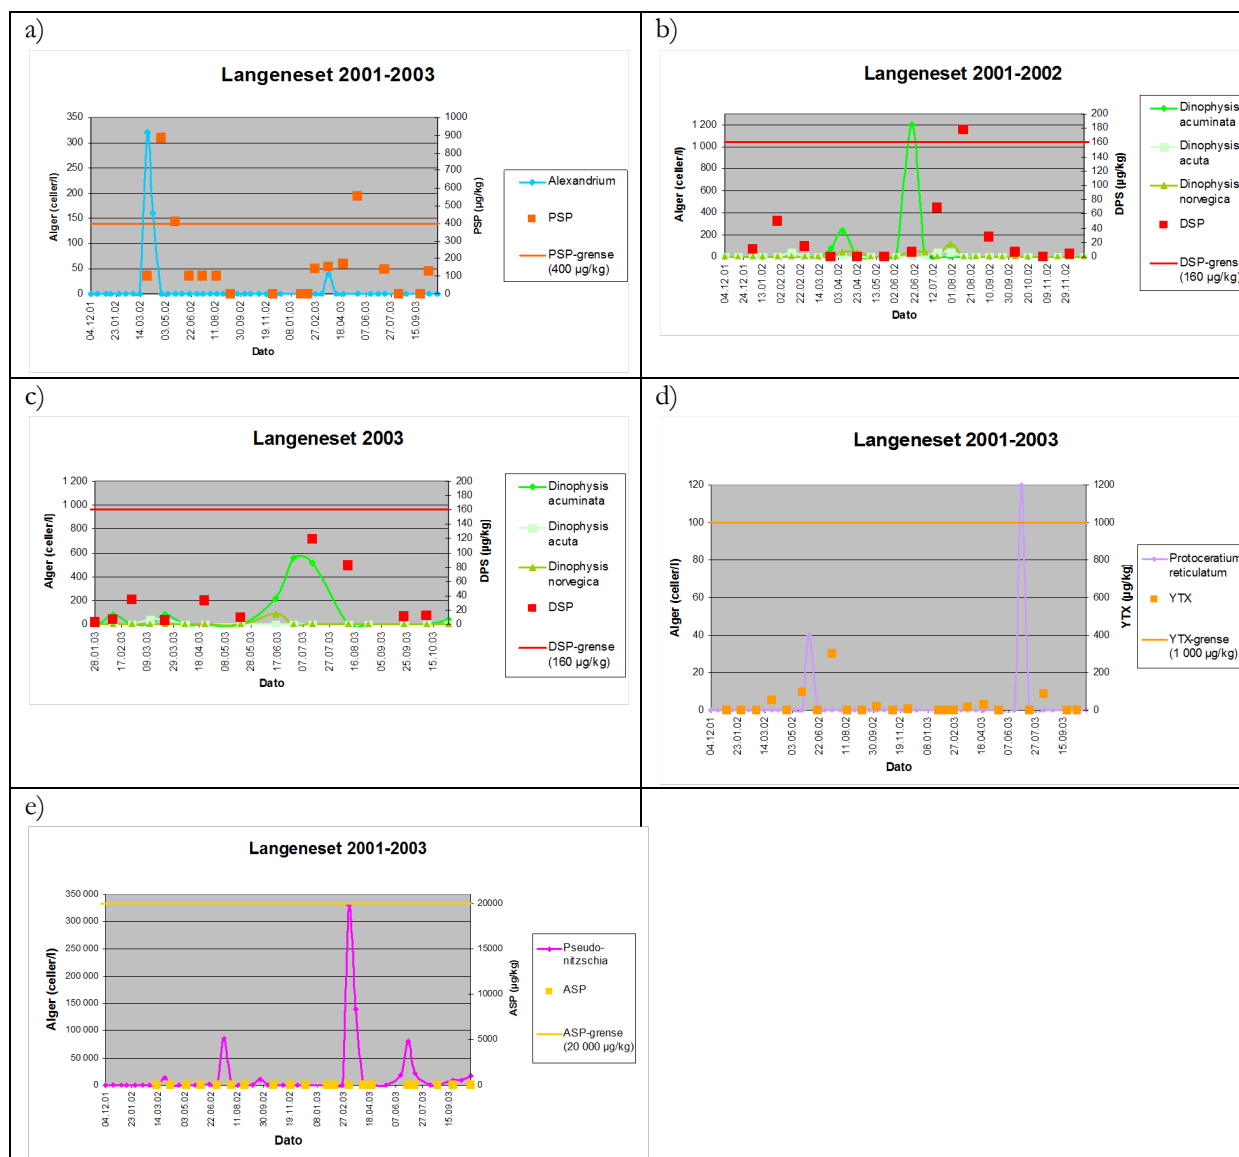 a)
Langeneset 2001-2003
Alger (celler/l)
350
300
250
200
150
100
50
0
1000
900
800
700
600
500
400
300
200
100
0
PSP (µg/kg)
04.12.01
23.01.02
14.03.02
03.05.02
22.06.02
11.08.02
30.09.02
19.11.02
08.01.03
27.02.03
18.04.03
07.06.03
27.07.03
15.09.03
Dato
Alexandrium
PSP
PSP-grense
(400 µg/kg)
b)
Langeneset 2001-2002
Alger (celler/l)
1 200
1 000
800
600
400
200
0
200
180
160
140
120
100
80
60
40
20
0
DPS (µg/kg)
04.12.01
24.12.01
13.01.02
02.02.02
22.02.02
14.03.02
03.04.02
23.04.02
13.05.02
02.06.02
22.06.02
12.07.02
01.08.02
21.08.02
10.09.02
30.09.02
20.10.02
09.11.02
29.11.02
Dato
Dinophysis
acuminata
Dinophysis
acuta
Dinophysis
norvegica
DSP
DSP-grense
(160 µg/kg)
c)
Langeneset 2003
Alger (celler/l)
1 200
1 000
800
600
400
200
0
200
180
160
140
120
100
80
60
40
20
0
DPS (µg/kg)
28.01.03
17.02.03
09.03.03
29.03.03
18.04.03
08.05.03
28.05.03
17.06.03
07.07.03
27.07.03
16.08.03
05.09.03
25.09.03
15.10.03
Dato
Dinophysis
acuminata
Dinophysis
acuta
Dinophysis
norvegica
DSP
DSP-grense
(160 µg/kg)
d)
Langeneset 2001-2003
Alger (celler/l)
120
100
80
60
40
20
0
1200
1000
800
600
400
200
0
YTX (µg/kg)
04.12.01
23.01.02
14.03.02
03.05.02
22.06.02
11.08.02
30.09.02
19.11.02
08.01.03
27.02.03
18.04.03
07.06.03
27.07.03
15.09.03
Dato
Protoceratium
reticulatum
YTX
YTX-grense
(1 000 µg/kg)
e)
Langeneset 2001-2003
Alger (celler/l)
350 000
300 000
250 000
200 000
150 000
100 000
50 000
0
20000
15000
10000
5000
0
ASP (µg/kg)
04.12.01
23.01.02
14.03.02
03.05.02
22.06.02
11.08.02
30.09.02
19.11.02
08.01.03
27.02.03
18.04.03
07.06.03
27.07.03
15.09.03
Dato
Pseudo-
nitzschia
ASP
ASP-grense
(20 000 µg/kg)